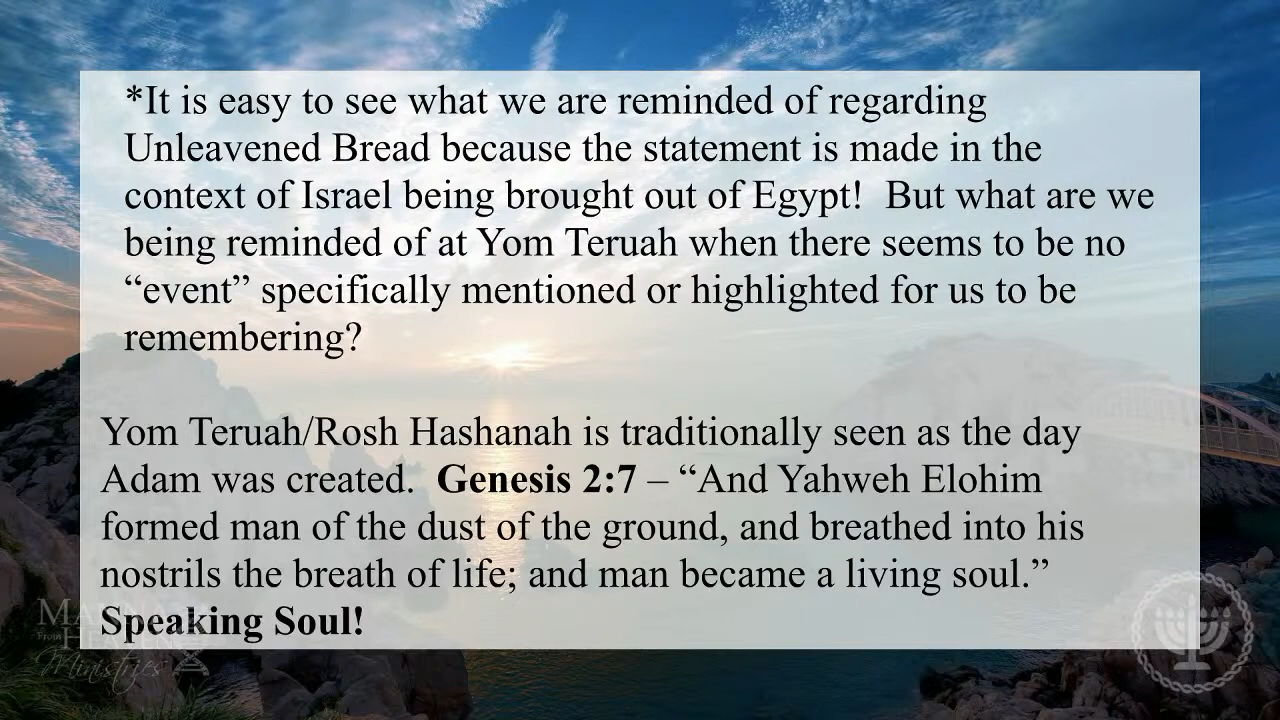 *It is easy to see what we are reminded of regarding
Unleavened Bread because the statement is made in the
context of Israel being brought out of Egypt!  But what are we
being reminded of at Yom Teruah when there seems to be no
“event” specifically mentioned or highlighted for us to be
remembering?
Yom Teruah/Rosh Hashanah is traditionally seen as the day
Adam was created.  Genesis 2:7 – “And Yahweh Elohim
formed man of the dust of the ground, and breathed into his
nostrils the breath of life; and man became a living soul.”
Speaking Soul!
Manna
From Heaven
Ministries